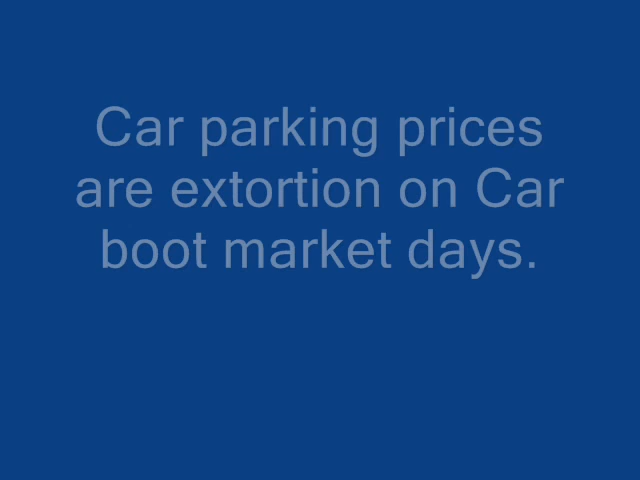 Car parking prices
are extortion on Car
boot market days.